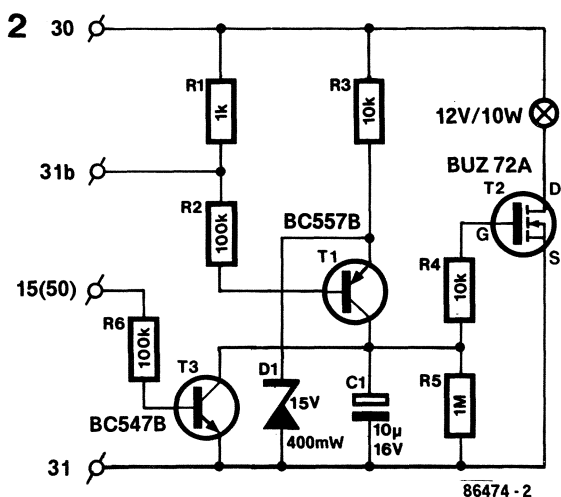 2
30
R1
1k
R3
10k
12V/10W
31b
BUZ 72A
T2
D
G
S
R2
100k
BC557B
T1
15(50)
R4
10k
R6
100k
T3
D1
15V
400mW
C1
10µ
16V
R5
1M
BC547B
31
86474 - 2